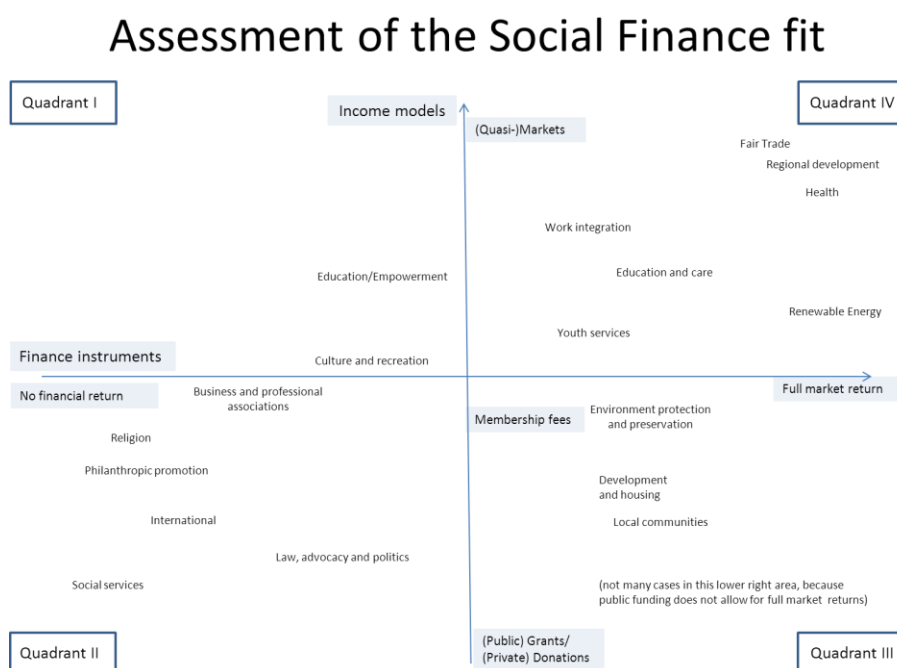 Assessment of the Social Finance fit
Quadrant I
Income models
Quadrant IV
(Quasi-)Markets
Fair Trade
Regional development
Health
Work integration
Education/Empowerment
Education and care
Renewable Energy
Youth services
Finance instruments
Culture and recreation
No financial return
Business and professional
associations
Full market return
Membership fees
Environment protection
and preservation
Religion
Philanthropic promotion
Development
and housing
International
Local communities
Law, advocacy and politics
Social services
(not many cases in this lower right area, because
public funding does not allow for full market returns)
Quadrant II
(Public) Grants/
(Private) Donations
Quadrant III